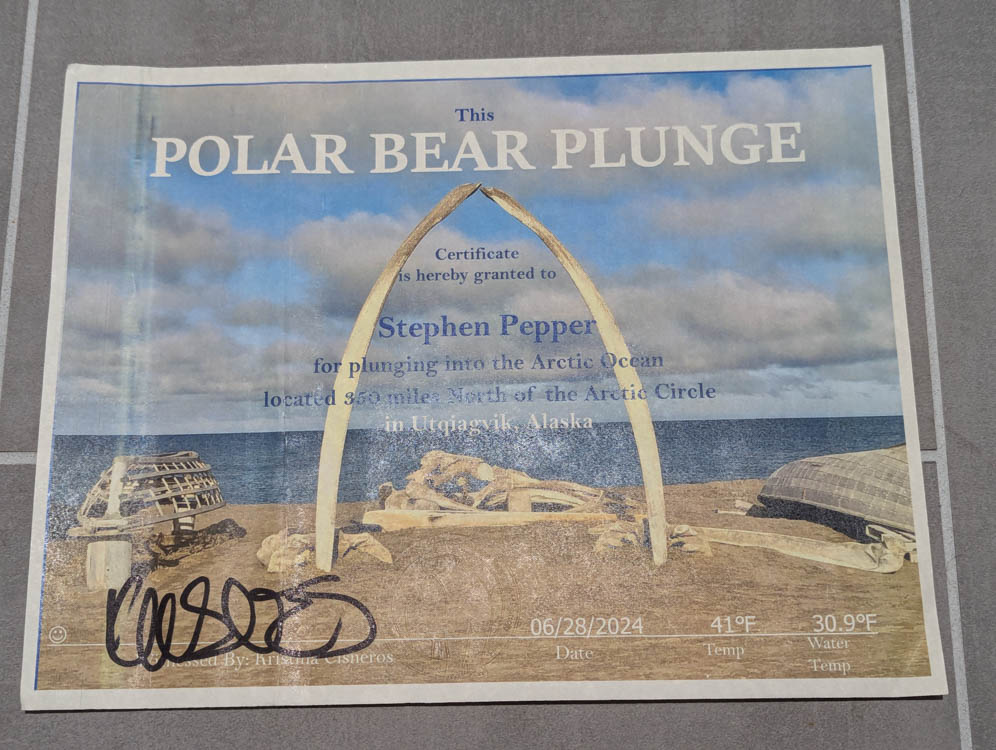 This
POLAR BEAR PLUNGE
Certificate
is hereby granted to
Stephen Pepper
for plunging into the Arctic Ocean
located 350 miles North of the Arctic Circle
in Utqiagvik, Alaska
06/28/2024 41°F 30.9°F
By: Kristina Cisneros Date Temp Water
Temp